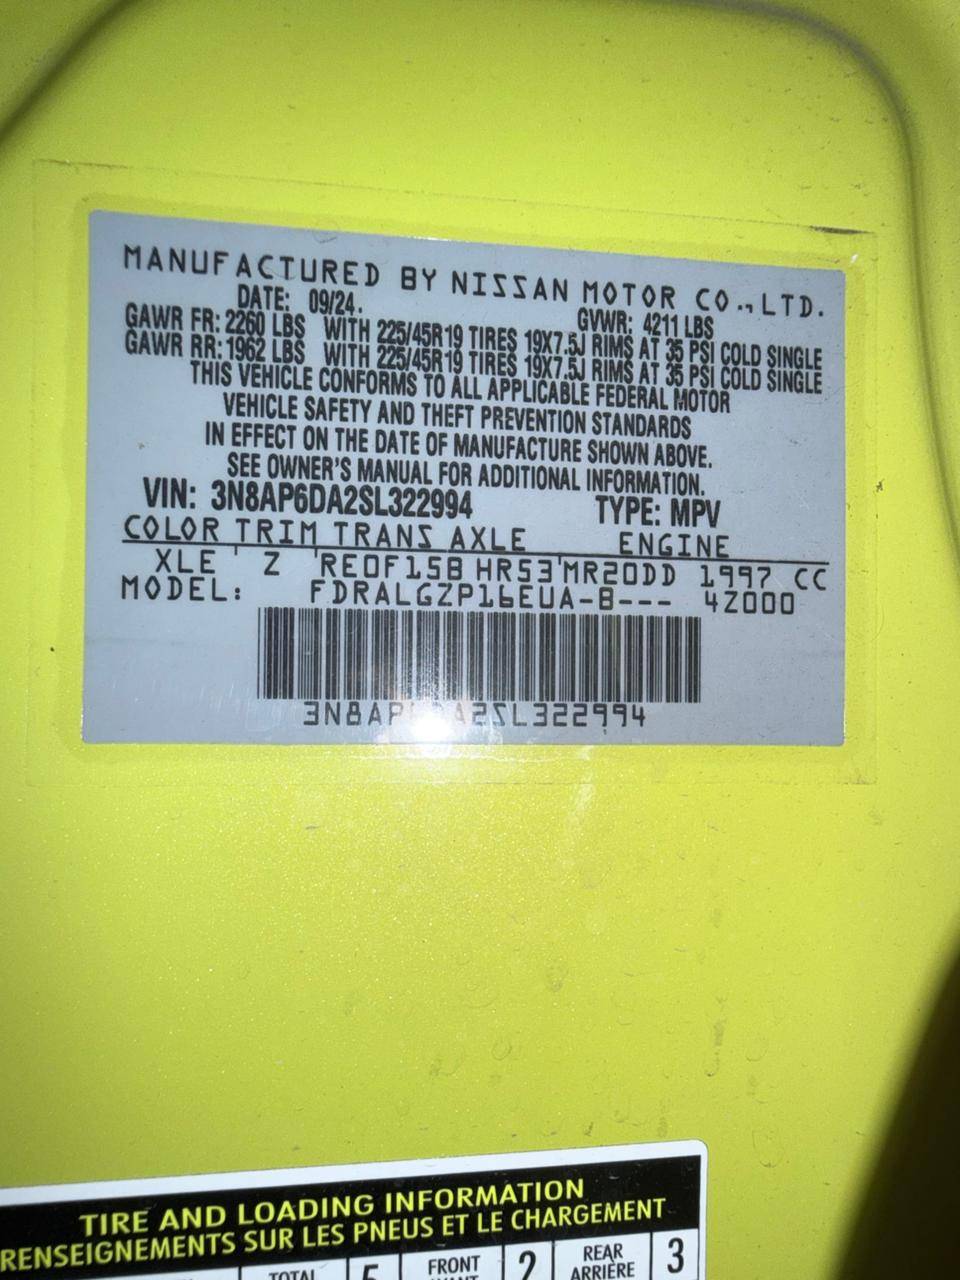 MANUFACTURED BY NISSAN MOTOR CO.,LTD.
DATE: 09/24. GVWR: 4211 LBS
GAWR FR: 2260 LBS WITH 225/45R19 TIRES 19X7.5J RIMS AT 35 PSI COLD SINGLE
GAWR RR: 1962 LBS WITH 225/45R19 TIRES 19X7.5J RIMS AT 35 PSI COLD SINGLE
THIS VEHICLE CONFORMS TO ALL APPLICABLE FEDERAL MOTOR
VEHICLE SAFETY AND THEFT PREVENTION STANDARDS
IN EFFECT ON THE DATE OF MANUFACTURE SHOWN ABOVE.
SEE OWNER'S MANUAL FOR ADDITIONAL INFORMATION.
VIN: 3N8AP6DA2SL322994 TYPE: MPV
COLOR TRIM TRANS AXLE ENGINE
XLE Z RE0F15B HR53 MR20DD 1997 CC
MODEL: FDRALGZP16EUA-B--- 42000
3N8AP6DA2SL322994
TIRE AND LOADING INFORMATION
RENSEIGNEMENTS SUR LES PNEUS ET LE CHARGEMENT
TOTAL 5 FRONT 2 REAR 3
ARRIÈRE